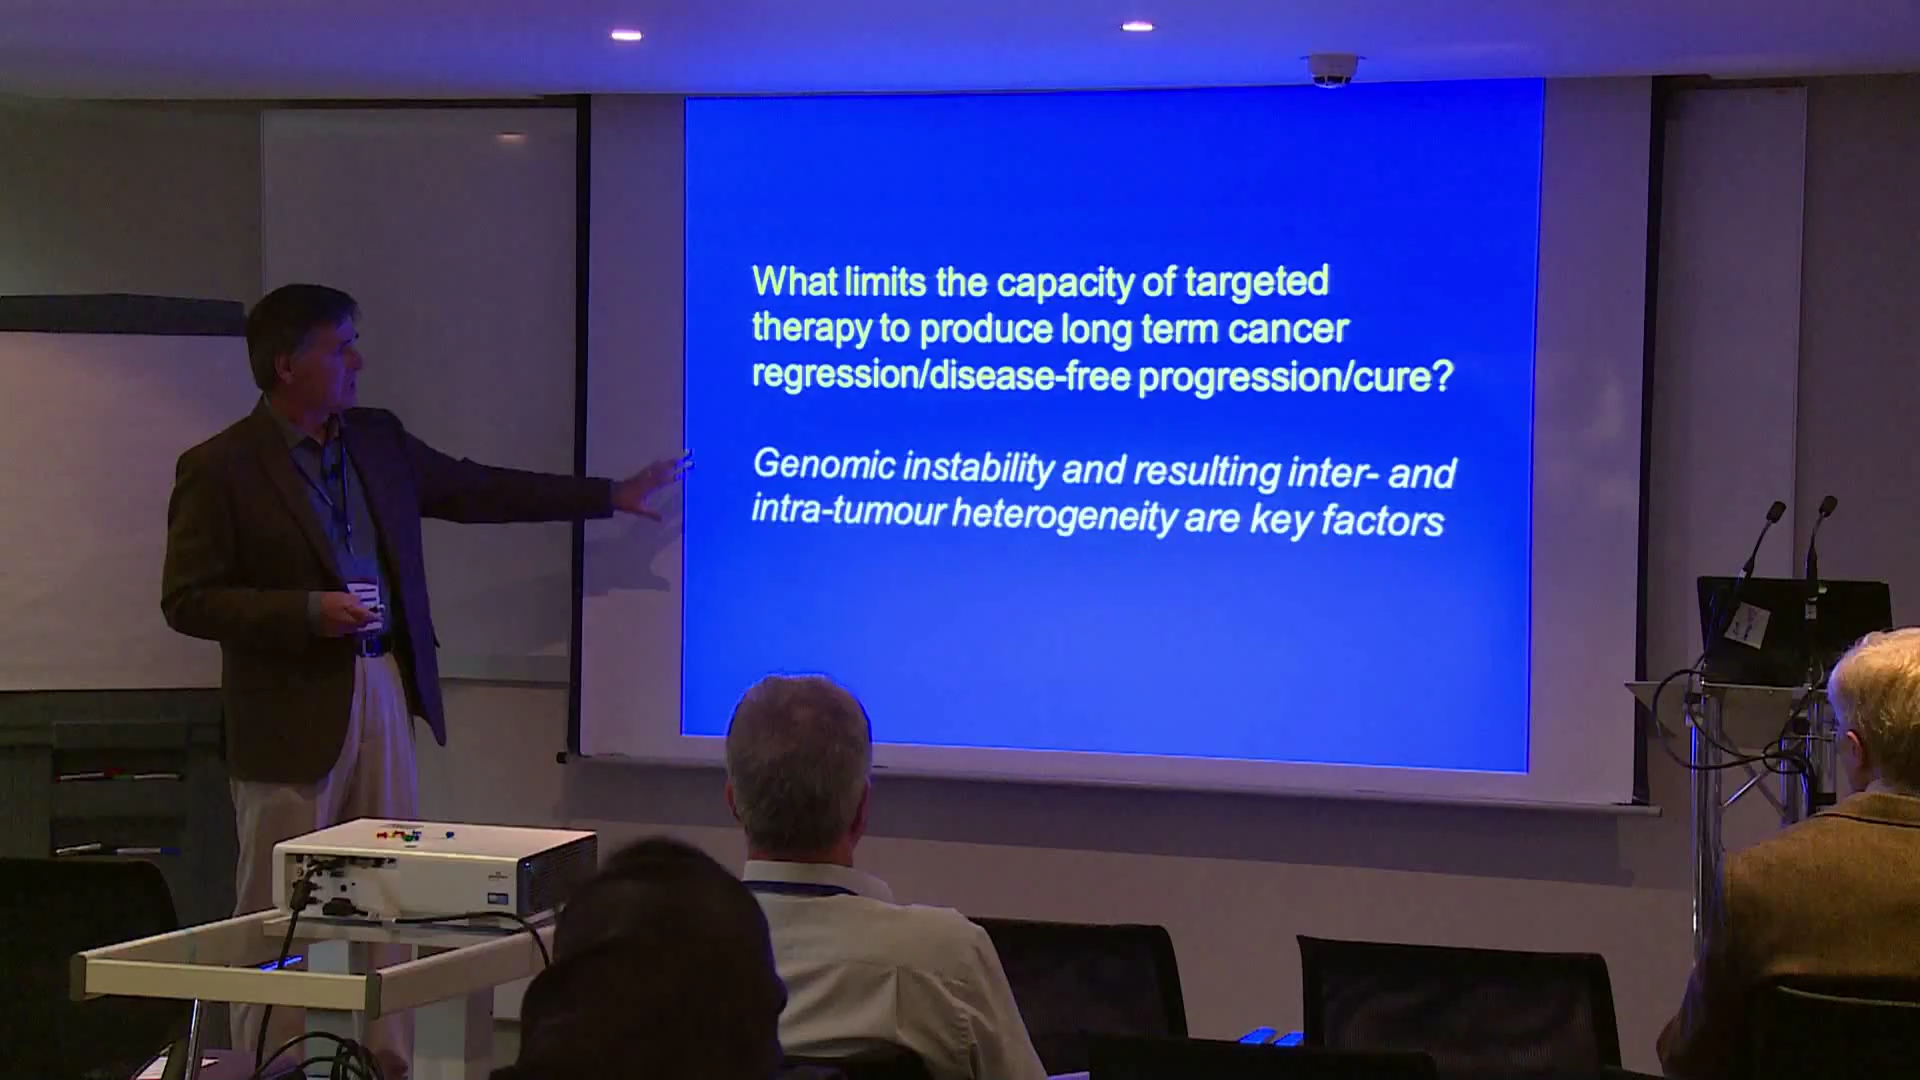 What limits the capacity of targeted
therapy to produce long term cancer
regression/disease-free progression/cure?
Genomic instability and resulting inter- and
intra-tumour heterogeneity are key factors